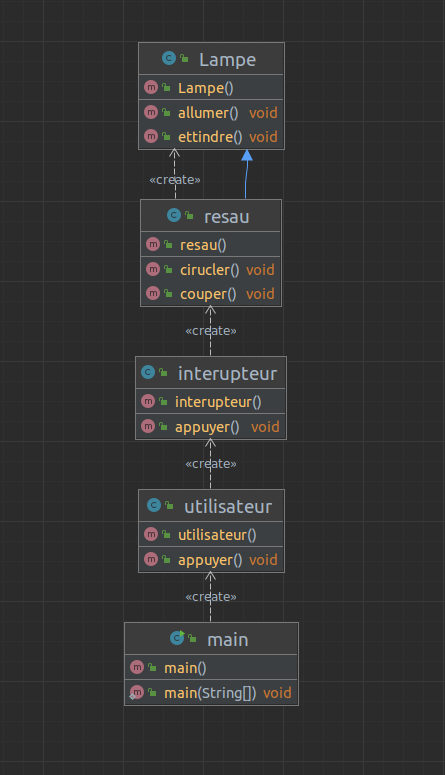 Lampe
Lampe()
allumer() void
ettindre() void
«create»
resau
resau()
cirucler() void
couper() void
«create»
interupteur
interupteur()
appuyer() void
«create»
utilisateur
utilisateur()
appuyer() void
«create»
main
main()
main(String[]) void